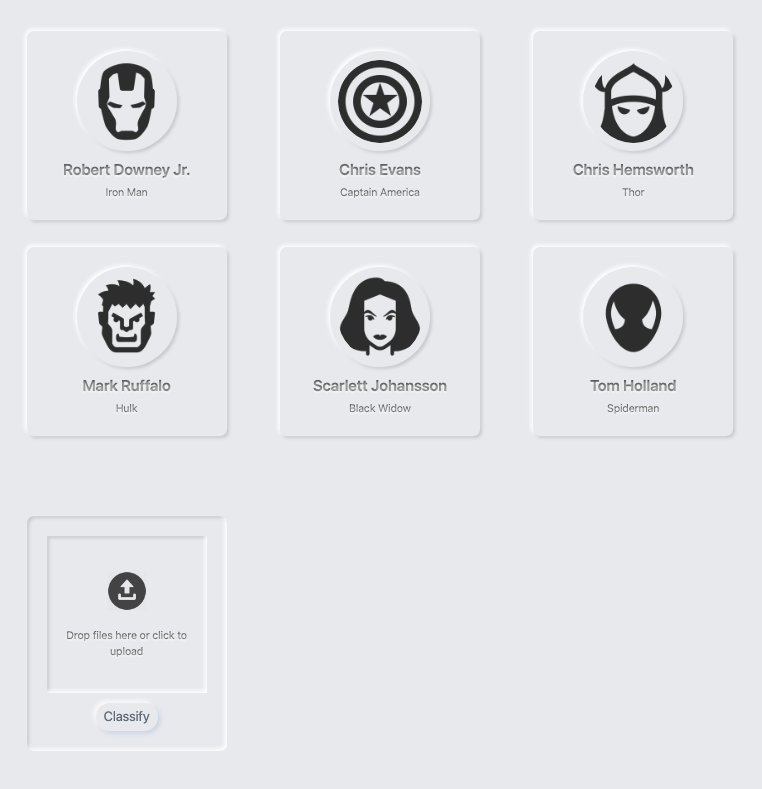 Robert Downey Jr.
Iron Man
Chris Evans
Captain America
Chris Hemsworth
Thor
Mark Ruffalo
Hulk
Scarlett Johansson
Black Widow
Tom Holland
Spiderman
Drop files here or click to
upload
Classify